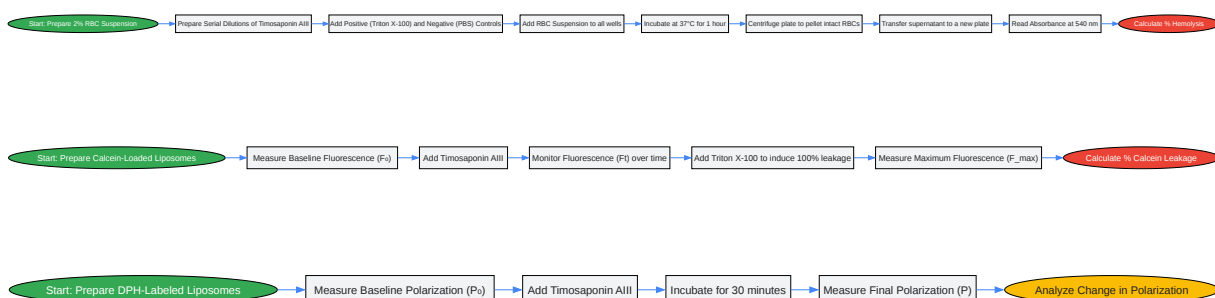 Start: Prepare 2% RBC Suspension
Prepare Serial Dilutions of Timosaponin AIII
Add Positive (Triton X-100) and Negative (PBS) Controls
Add RBC Suspension to all wells
Incubate at 37°C for 1 hour
Centrifuge plate to pellet intact RBCs
Transfer supernatant to a new plate
Read Absorbance at 540 nm
Calculate % Hemolysis
Start: Prepare Calcein-Loaded Liposomes
Measure Baseline Fluorescence (F₀)
Add Timosaponin AIII
Monitor Fluorescence (Ft) over time
Add Triton X-100 to induce 100% leakage
Measure Maximum Fluorescence (F_max)
Calculate % Calcein Leakage
Start: Prepare DPH-Labeled Liposomes
Measure Baseline Polarization (P₀)
Add Timosaponin AIII
Incubate for 30 minutes
Measure Final Polarization (P)
Analyze Change in Polarization